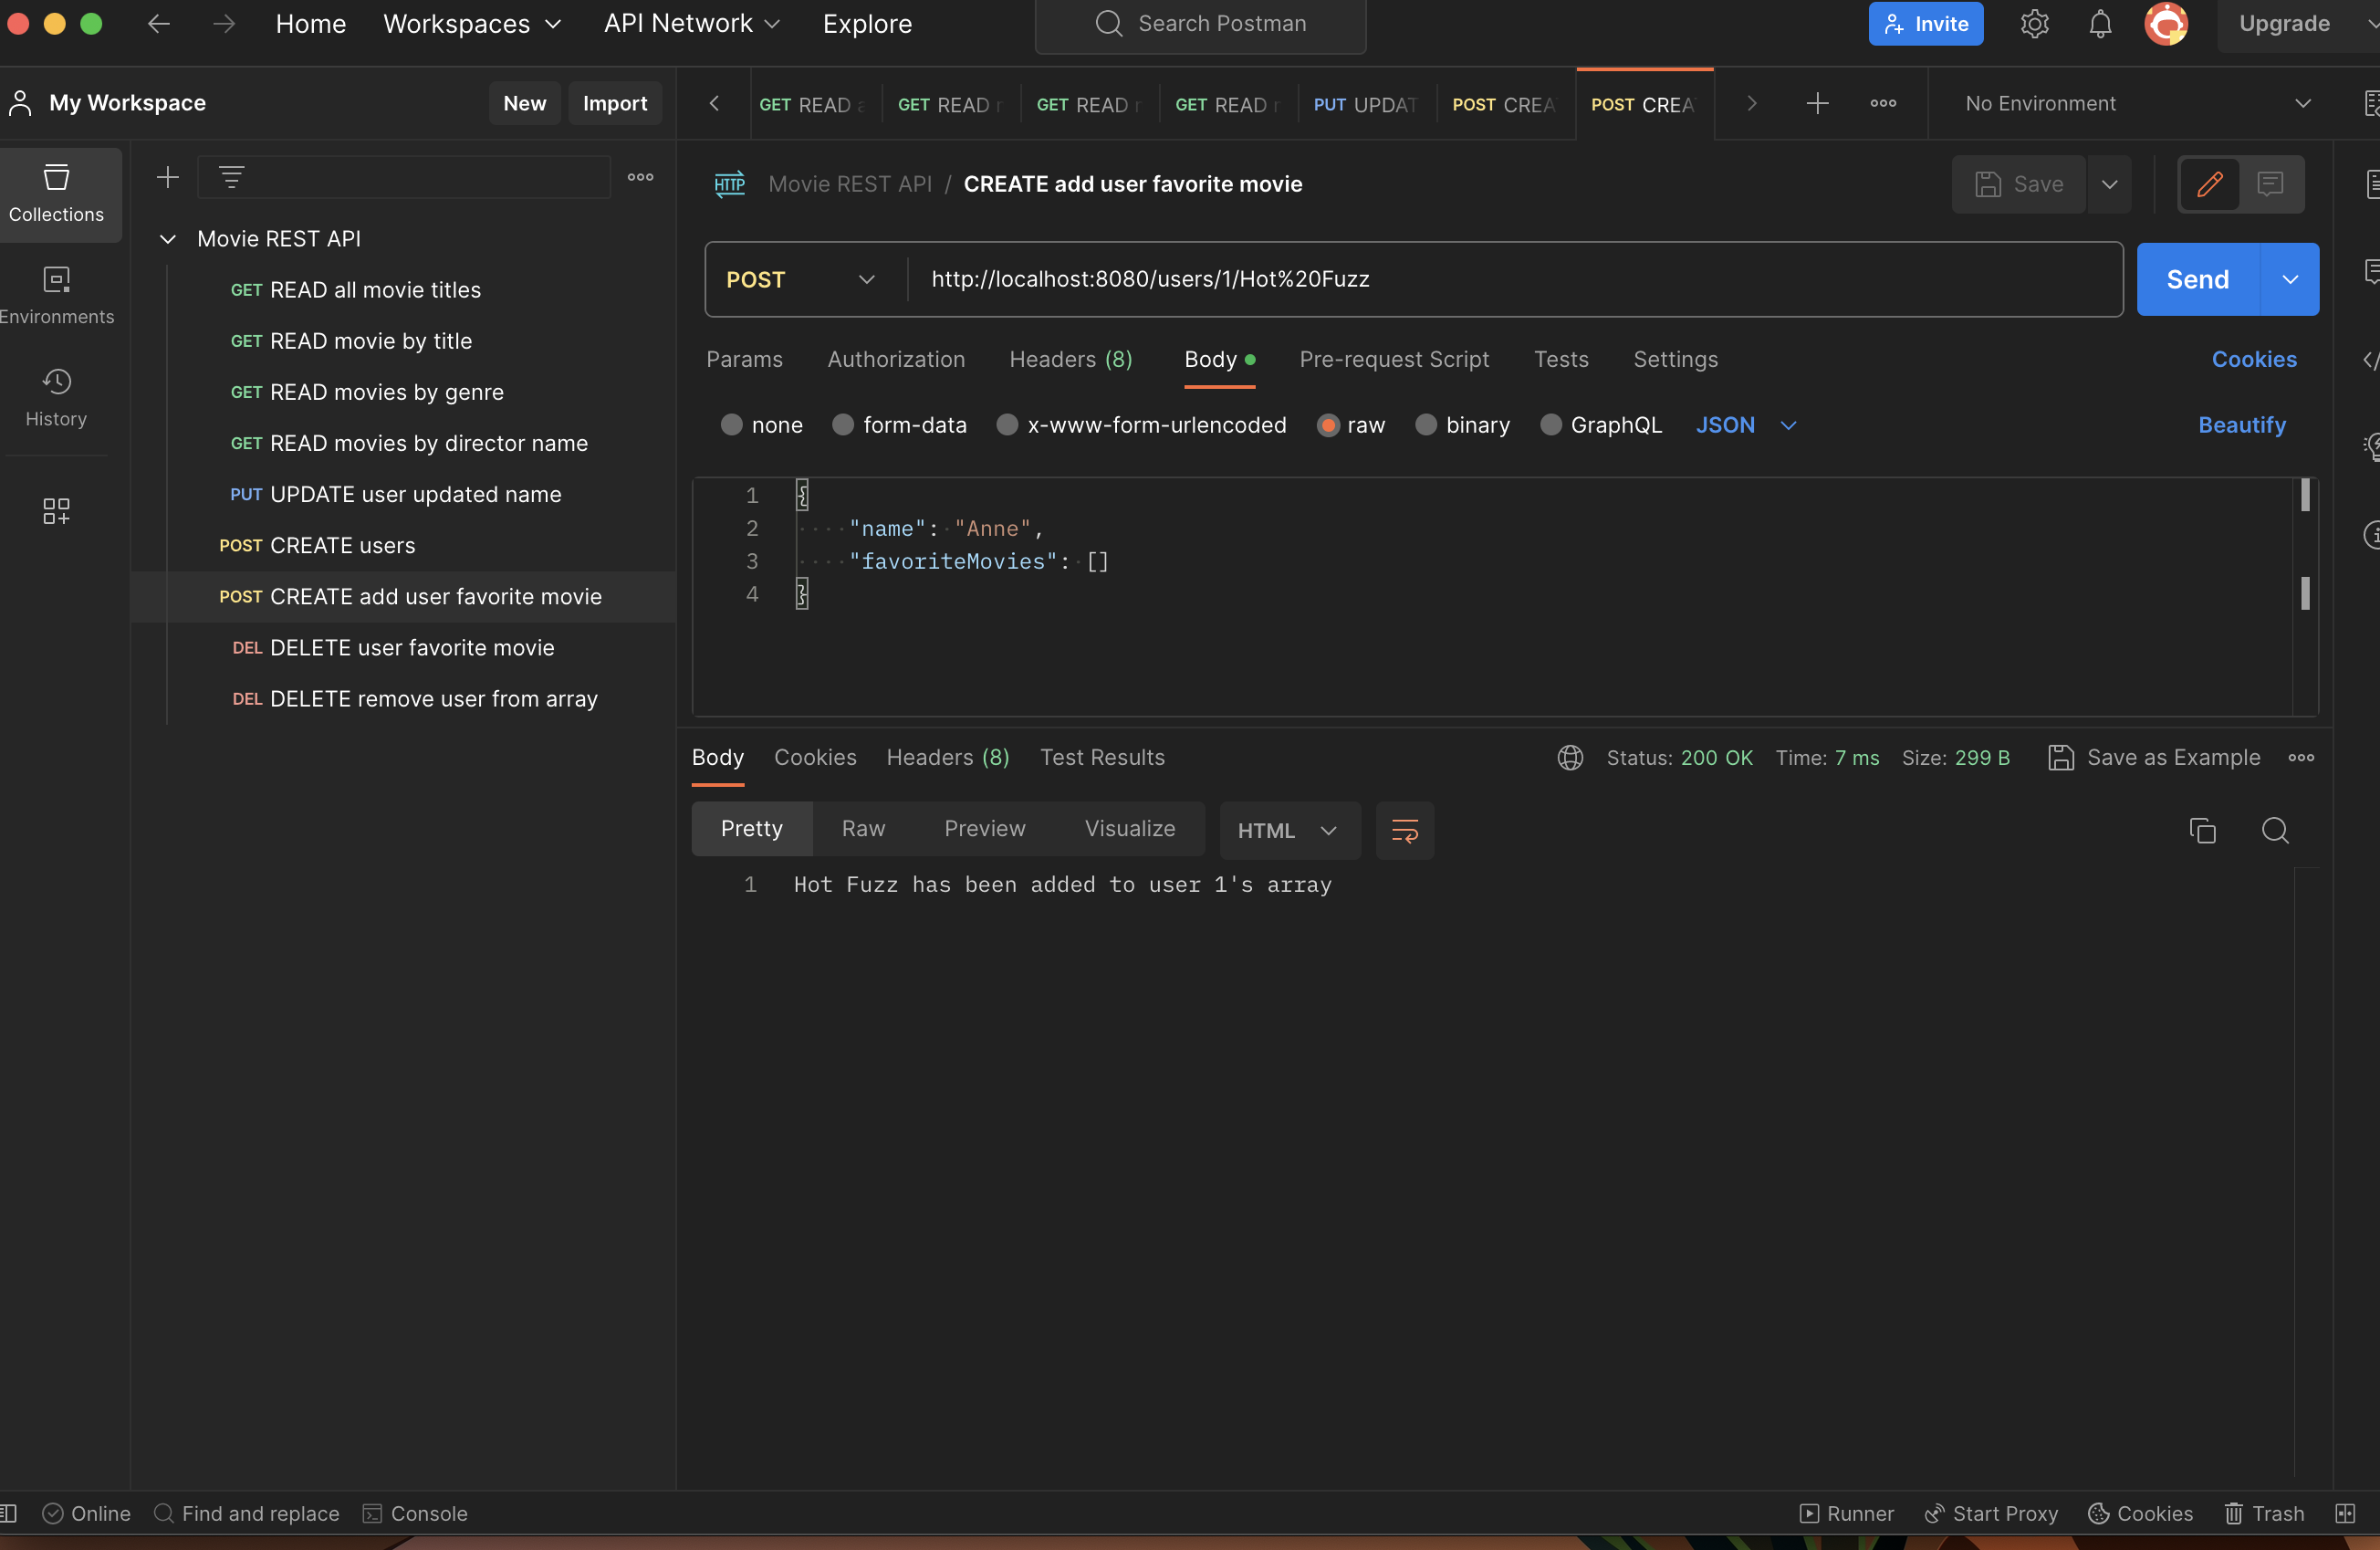 Home Workspaces API Network Explore Search Postman Invite Upgrade
My Workspace New Import
GET READ GET READ GET READ GET READ PUT UPDAT POST CREA POST CREA No Environment
Collections
Environments
History
Movie REST API
GET READ all movie titles
GET READ movie by title
GET READ movies by genre
GET READ movies by director name
PUT UPDATE user updated name
POST CREATE users
POST CREATE add user favorite movie
DEL DELETE user favorite movie
DEL DELETE remove user from array
HTTP Movie REST API / CREATE add user favorite movie Save
POST http://localhost:8080/users/1/Hot%20Fuzz Send
Params Authorization Headers (8) Body Pre-request Script Tests Settings Cookies
none form-data x-www-form-urlencoded raw binary GraphQL JSON Beautify
1 {
2 "name": "Anne",
3 "favoriteMovies": []
4 }
Body Cookies Headers (8) Test Results Status: 200 OK Time: 7 ms Size: 299 B Save as Example
Pretty Raw Preview Visualize HTML
1 Hot Fuzz has been added to user 1's array
Online Find and replace Console Runner Start Proxy Cookies Trash